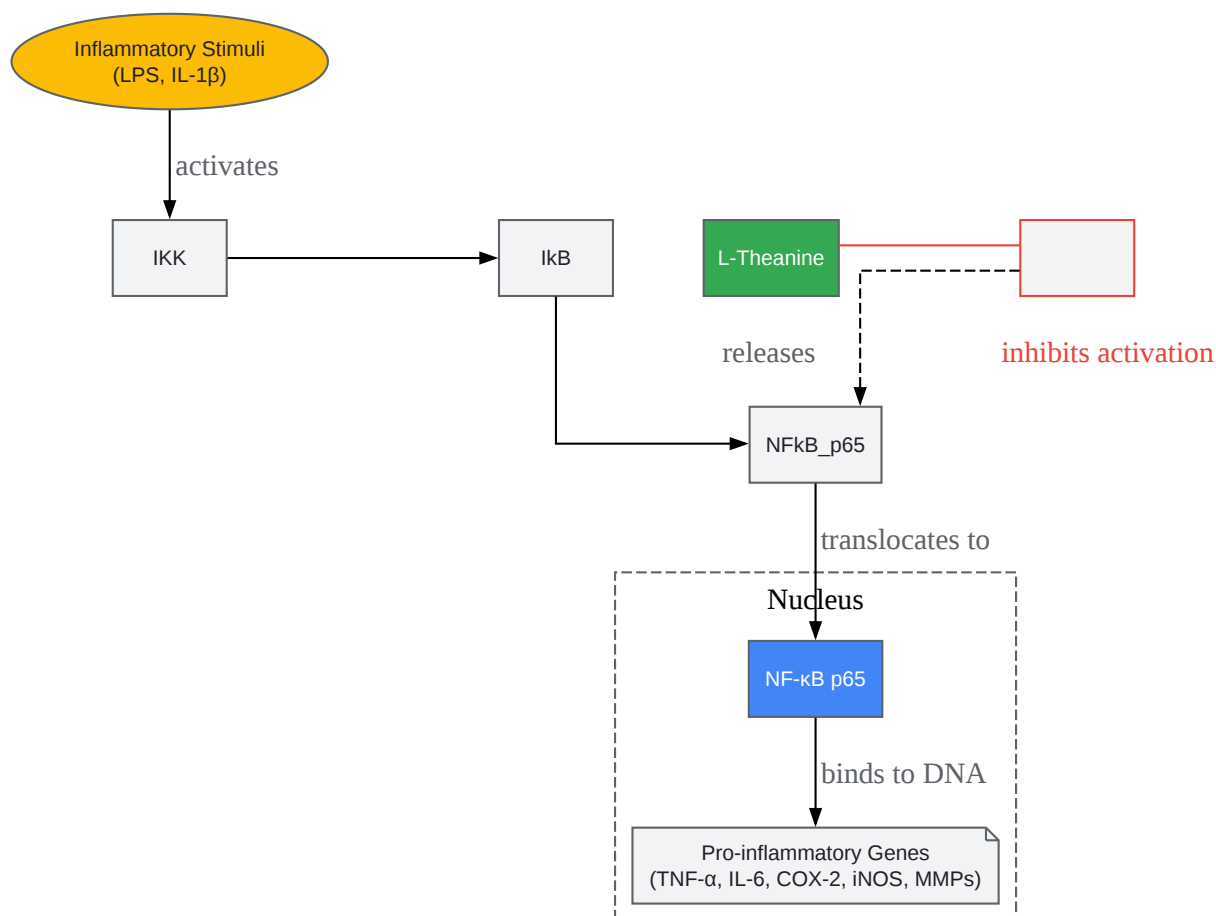 Inflammatory Stimuli
(LPS, IL-1β)
activates
IKK
IkB
L-Theanine
releases
inhibits activation
NFkB_p65
translocates to
Nucleus
NF-κB p65
binds to DNA
Pro-inflammatory Genes
(TNF-α, IL-6, COX-2, iNOS, MMPs)